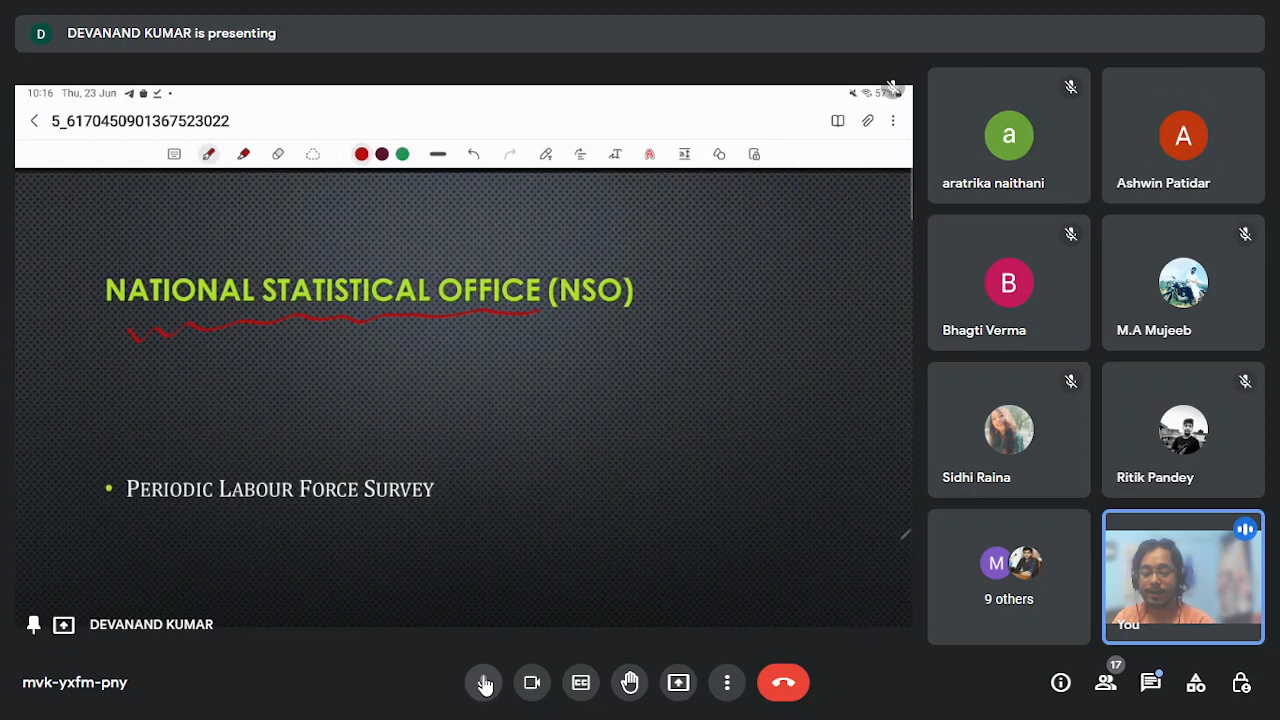 D DEVANAND KUMAR is presenting
10:16 Thu, 23 Jun 57%
5_6170450901367523022
NATIONAL STATISTICAL OFFICE (NSO)
• PERIODIC LABOUR FORCE SURVEY
DEVANAND KUMAR
a
aratrika naithani
A
Ashwin Patidar
B
Bhagti Verma
M.A Mujeeb
Sidhi Raina
Ritik Pandey
M
9 others
You
mvk-yxfm-pny
CC
17